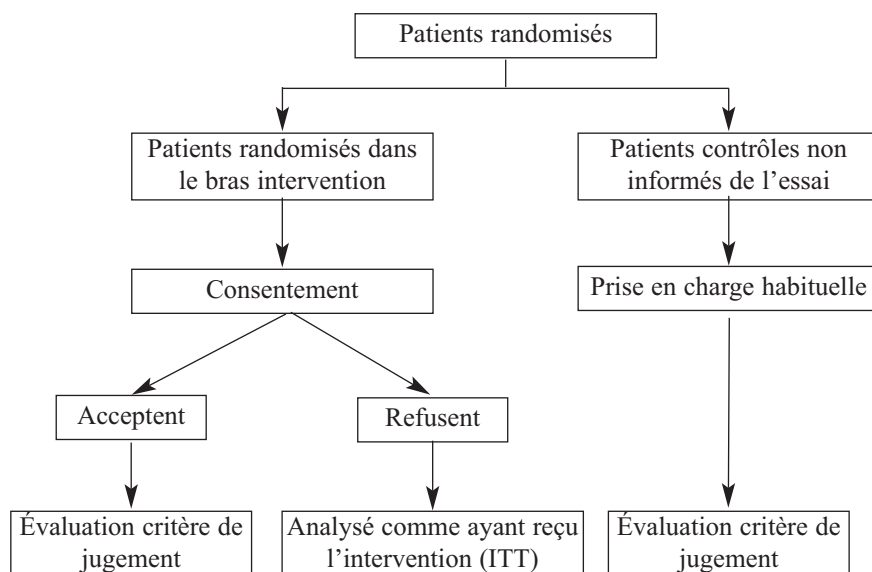 Patients randomisés
Patients randomisés dans
le bras intervention
Patients contrôles non
informés de l’essai
Consentement
Prise en charge habituelle
Acceptent
Refusent
Évaluation critère de
jugement
Analysé comme ayant reçu
l’intervention (ITT)
Évaluation critère de
jugement